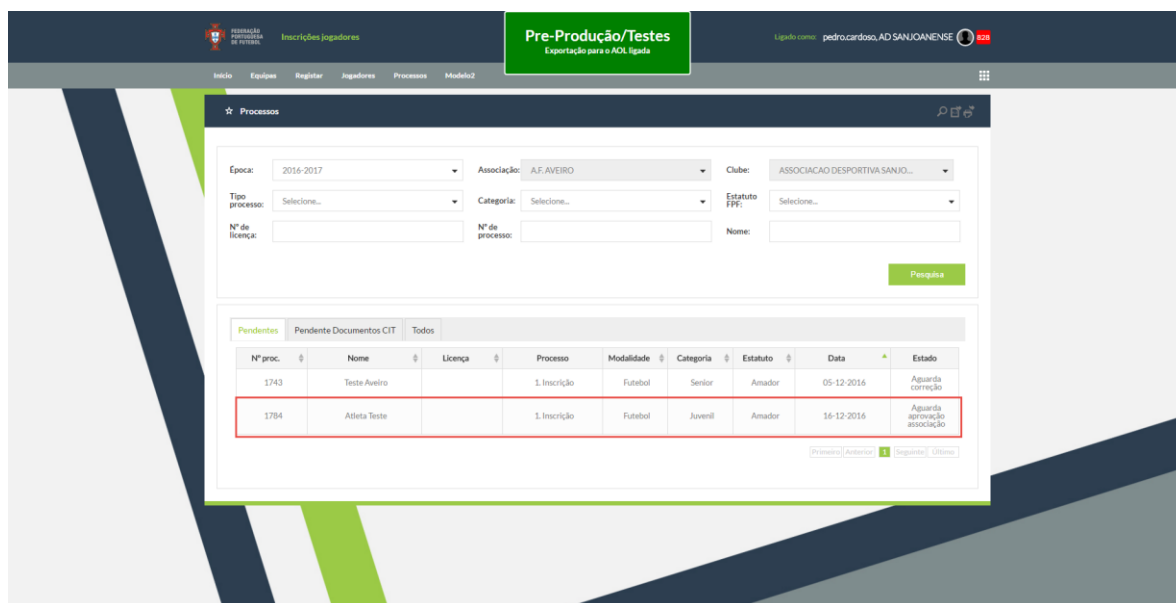 FEDERAÇÃO
PORTUGUESA
DE FUTEBOL
Inscrições jogadores
Pre-Produção/Testes
Exportação para o AOL ligada
Ligado como: pedro.cardoso, AD SANJOANENSE 828
Início Equipas Registar Jogadores Processos Modelo2
Processos
Época: 2016-2017 Associação: A.F. AVEIRO Clube: ASSOCIACAO DESPORTIVA SANJO...
Tipo processo: Selecione... Categoria: Selecione... Estatuto FPF: Selecione...
Nº de licença: Nº de processo: Nome:
Pesquisa
Pendentes Pendente Documentos CIT Todos
Nº proc. Nome Licença Processo Modalidade Categoria Estatuto Data Estado
1743 Teste Aveiro 1. Inscrição Futebol Senior Amador 05-12-2016 Aguarda correção
1784 Atleta Teste 1. Inscrição Futebol Juvenil Amador 16-12-2016 Aguarda aprovação associação
Primeiro Anterior 1 Seguinte Último